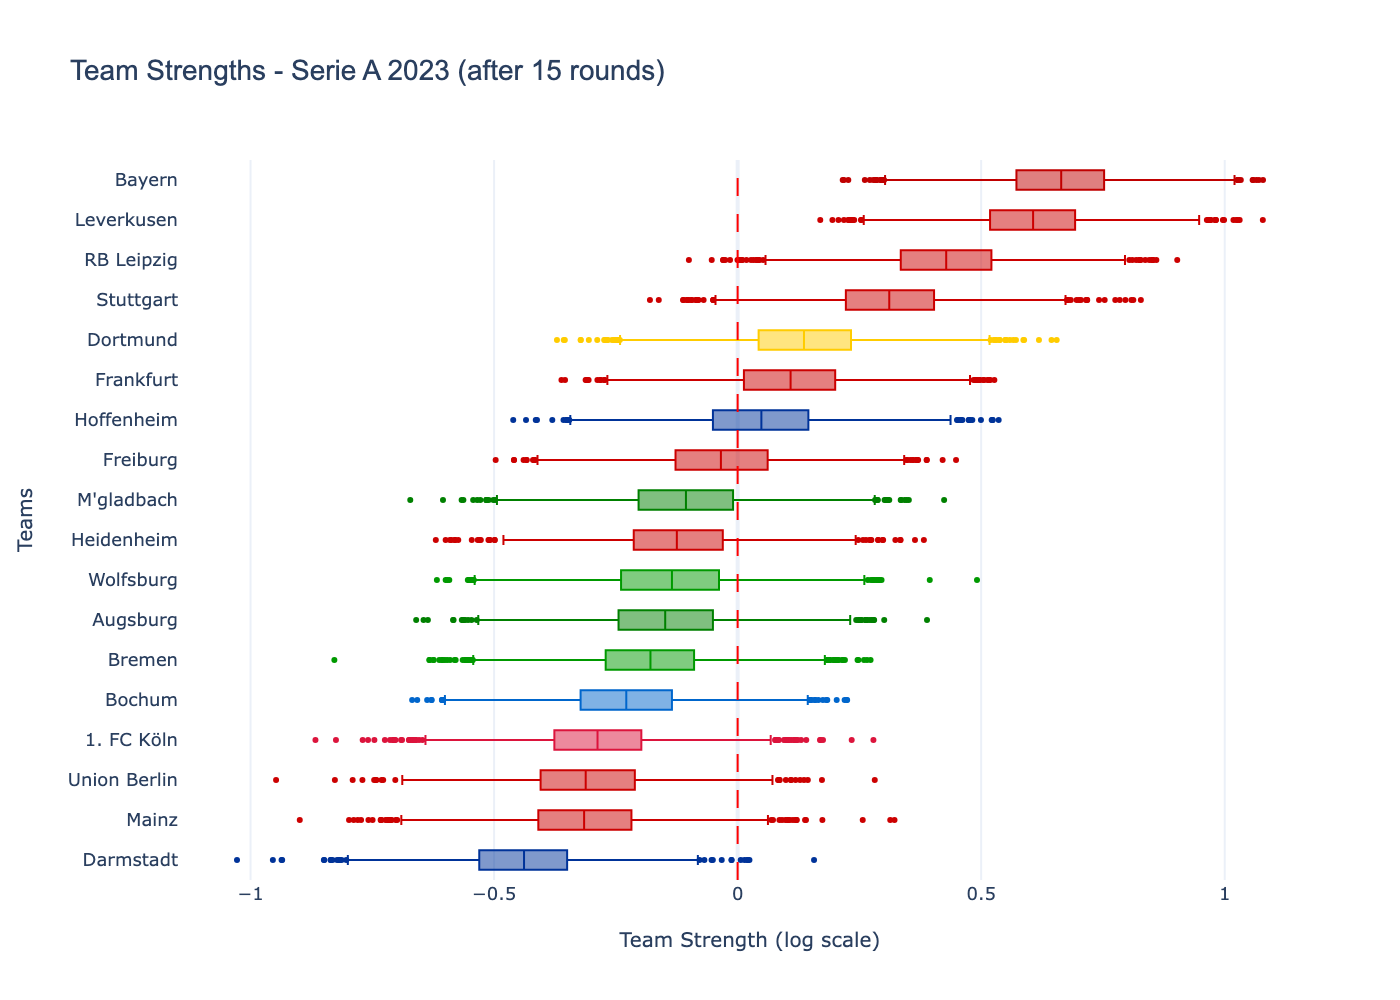 Team Strengths - Serie A 2023 (after 15 rounds)
Bayern
Leverkusen
RB Leipzig
Stuttgart
Dortmund
Frankfurt
Hoffenheim
Freiburg
M'gladbach
Heidenheim
Wolfsburg
Augsburg
Bremen
Bochum
1. FC Köln
Union Berlin
Mainz
Darmstadt
Teams
−1
−0.5
0
0.5
1
Team Strength (log scale)